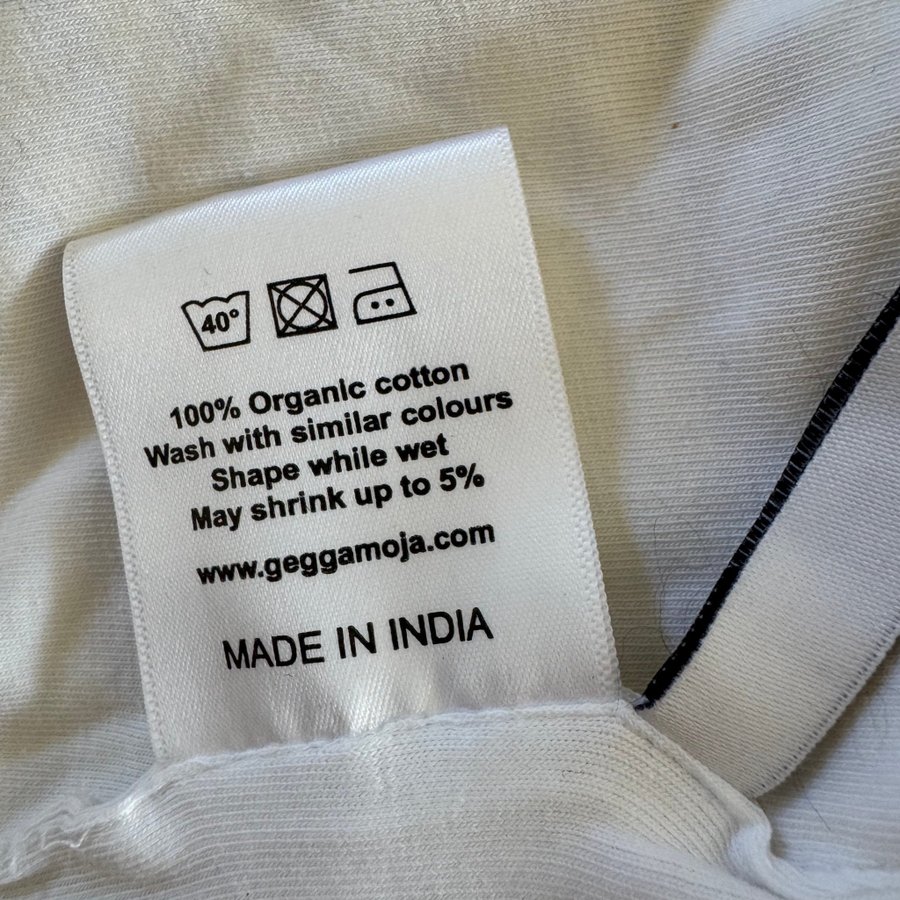 40°
100% Organic cotton
Wash with similar colours
Shape while wet
May shrink up to 5%
www.geggamoja.com
MADE IN INDIA